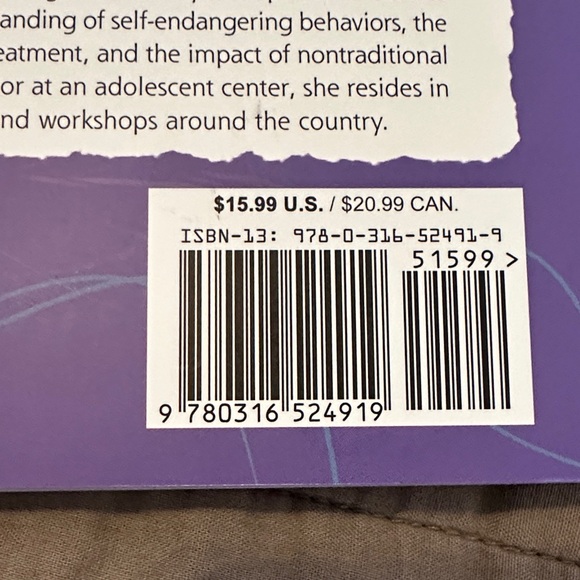 anding of self-endangering behaviors, the
eatment, and the impact of nontraditional
or at an adolescent center, she resides in
nd workshops around the country.
$15.99 U.S. / $20.99 CAN.
ISBN-13: 978-0-316-52491-9
51599 >
9 780316 524919